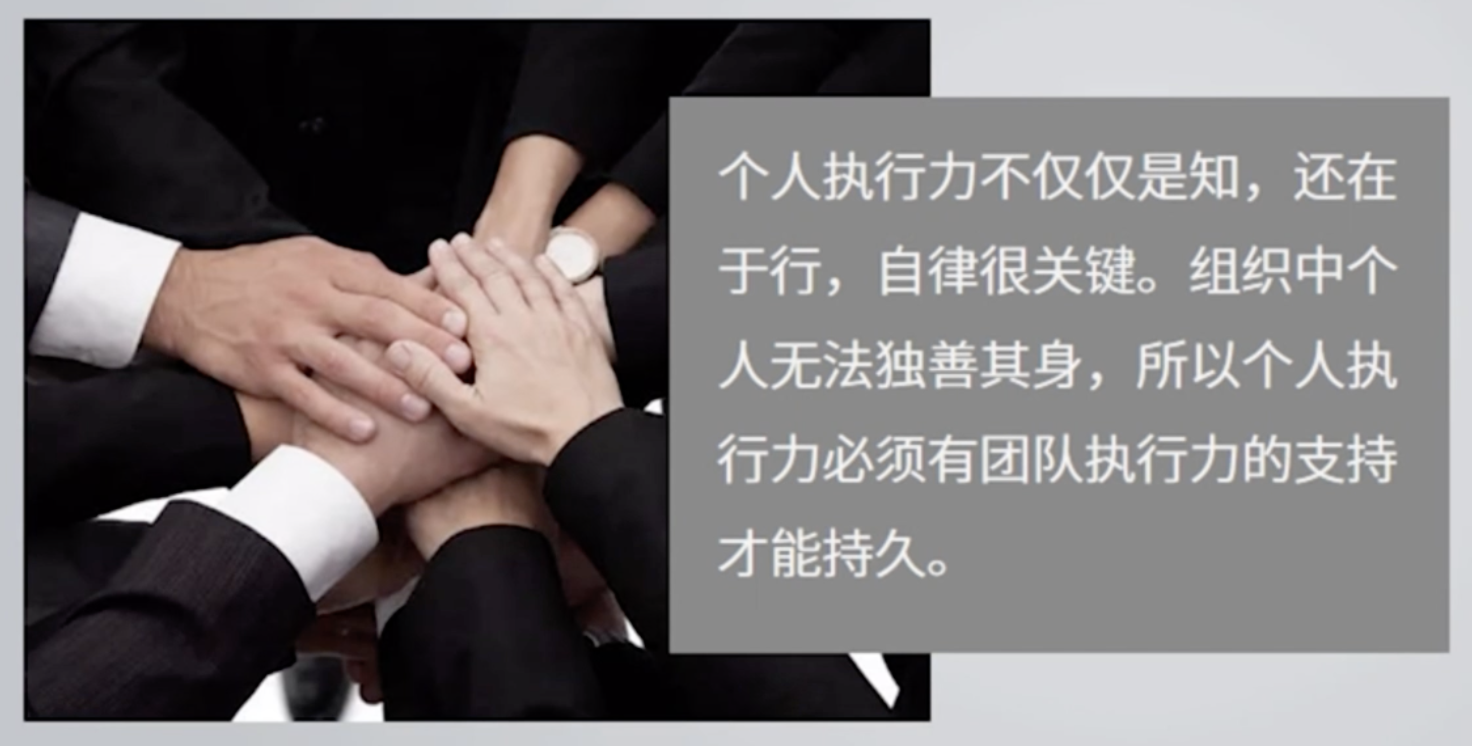 个人执行力不仅仅是知，还在
于行，自律很关键。组织中个
人无法独善其身，所以个人执
行力必须有团队执行力的支持
才能持久。